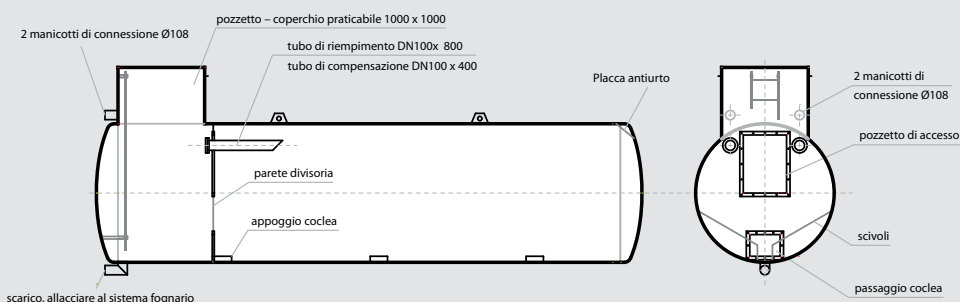 pozzetto – coperchio praticabile 1000 x 1000
2 manicotti di connessione Ø108
tubo di riempimento DN100x 800
tubo di compensazione DN100 x 400
Placca antiurto
2 manicotti di
connessione Ø108
pozzetto di accesso
parete divisoria
appoggio coclea
scivoli
passaggio coclea
scarico, allacciare al sistema fognario